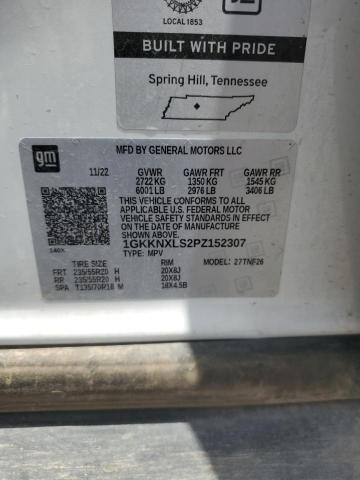 LOCAL 1853
BUILT WITH PRIDE
Spring Hill, Tennessee
gm
MFD BY GENERAL MOTORS LLC
11/22 GVWR GAWR FRT GAWR RR
2722 KG 1350 KG 1545 KG
6001 LB 2976 LB 3406 LB
THIS VEHICLE CONFORMS TO ALL
APPLICABLE U.S. FEDERAL MOTOR
VEHICLE SAFETY STANDARDS IN EFFECT
ON THE DATE OF MANUFACTURE
SHOWN ABOVE.
1GKKNXLS2PZ152307
TYPE: MPV
TIRE SIZE RIM 27TNF26
FRT 235/55R20 H 20X8J
RR 235/55R20 H 20X8J
SPA T135/70R18 M 18X4.5B